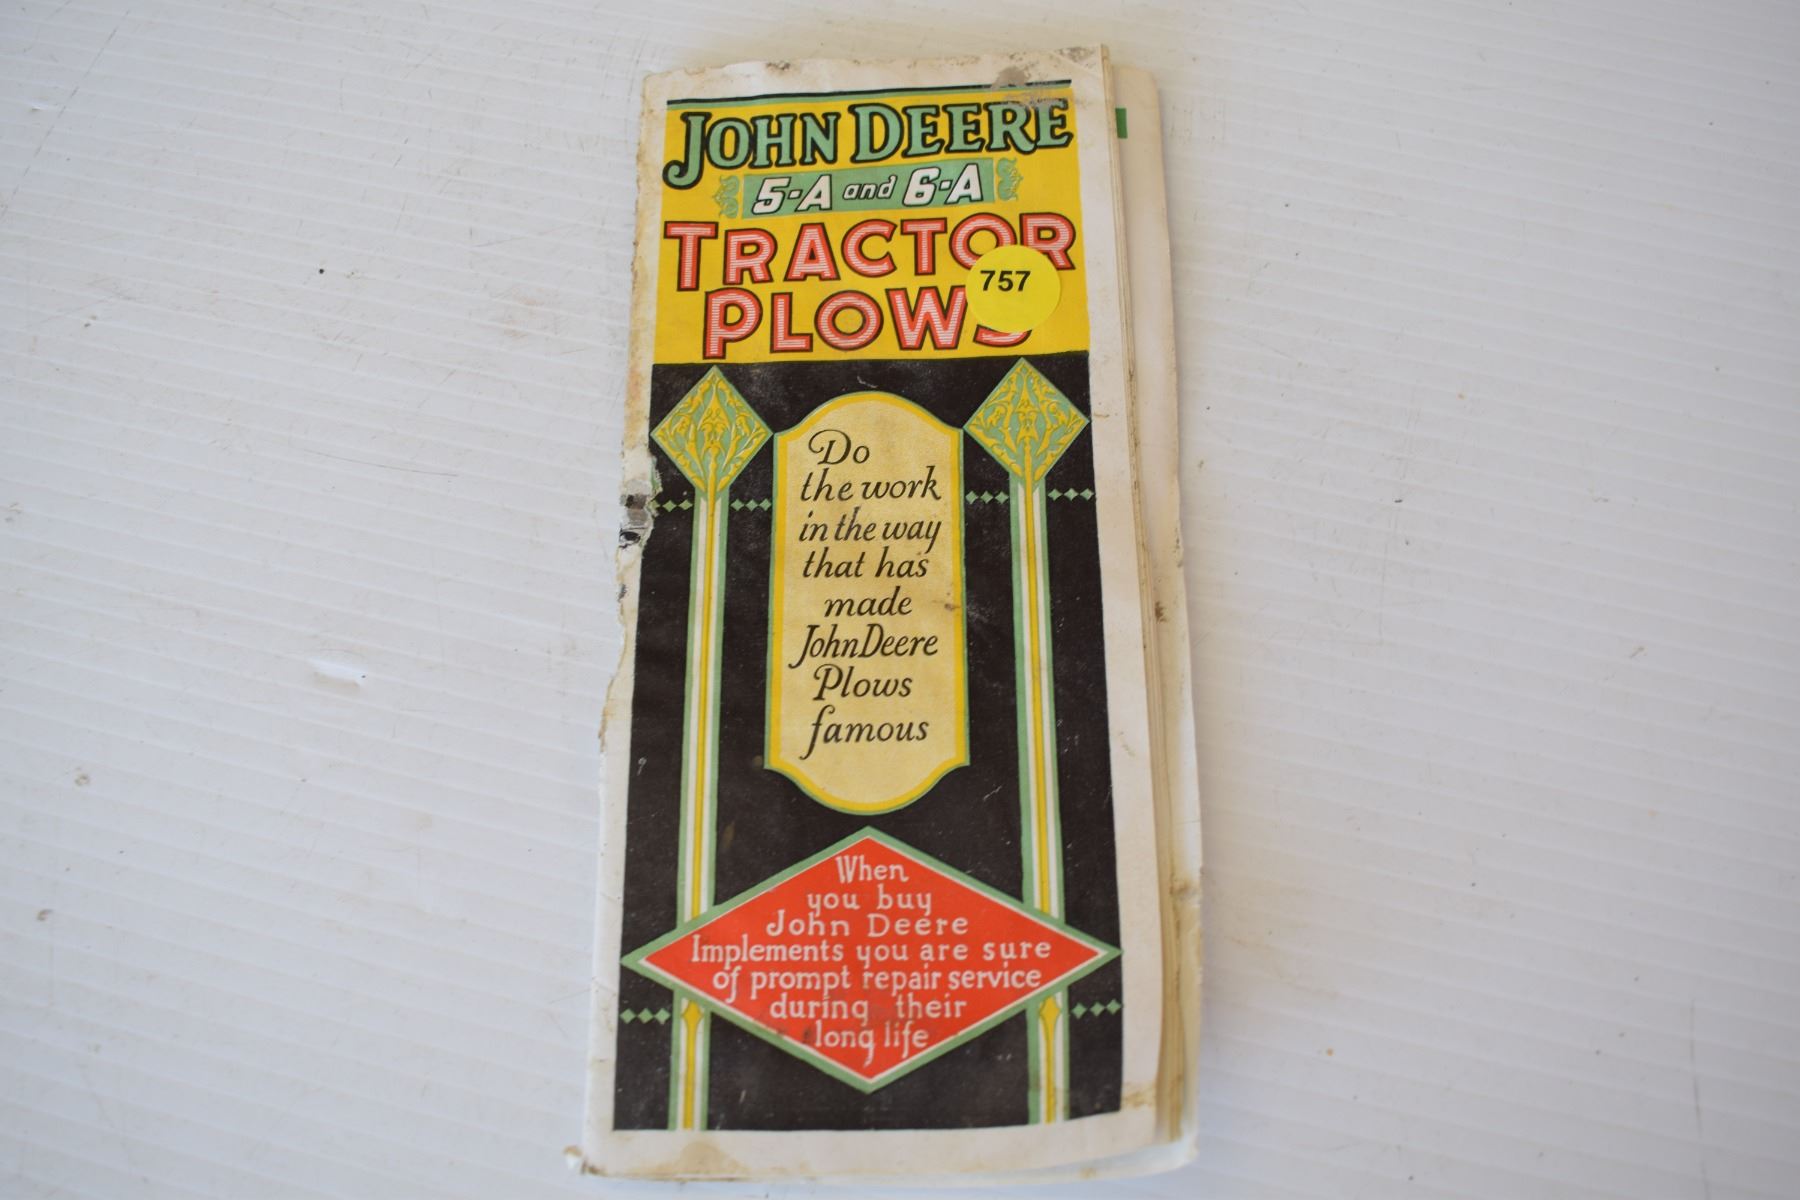 JOHN DEERE
5-A and 6-A
TRACTOR
PLOWS
757
Do
the work
in the way
that has
made
John Deere
Plows
famous
When
you buy
John Deere
Implements you are sure
of prompt repair service
during their
long life